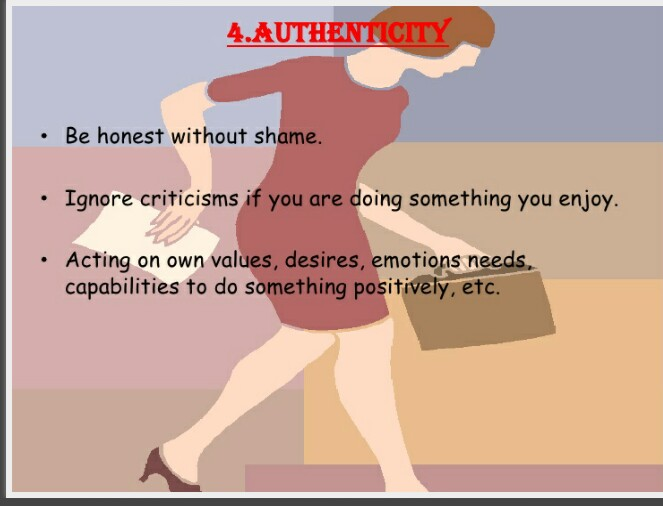 4.AUTHENTICITY
• Be honest without shame.
• Ignore criticisms if you are doing something you enjoy.
• Acting on own values, desires, emotions needs,
capabilities to do something positively, etc.